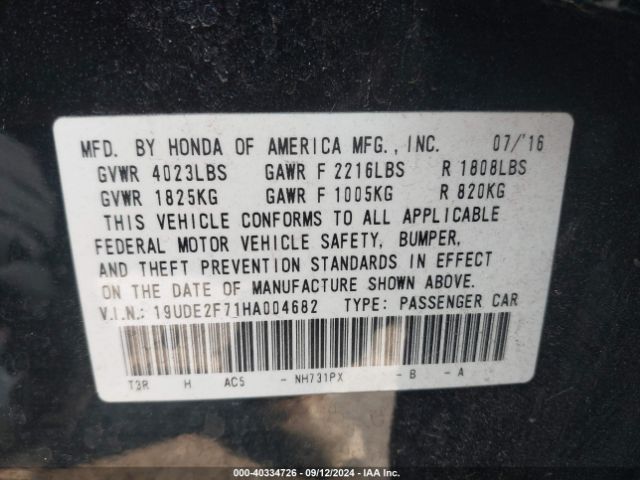 MFD. BY HONDA OF AMERICA MFG., INC. 07/'16
GVWR 4023LBS GAWR F 2216LBS R 1808LBS
GVWR 1825KG GAWR F 1005KG R 820KG
THIS VEHICLE CONFORMS TO ALL APPLICABLE
FEDERAL MOTOR VEHICLE SAFETY, BUMPER,
AND THEFT PREVENTION STANDARDS IN EFFECT
ON THE DATE OF MANUFACTURE SHOWN ABOVE.
V.I.N.: 19UDE2F71HA004682 TYPE: PASSENGER CAR
T3R H AC5 - NH731PX - B - A
©000-40334726 - 09/12/2024 - IAA Inc.